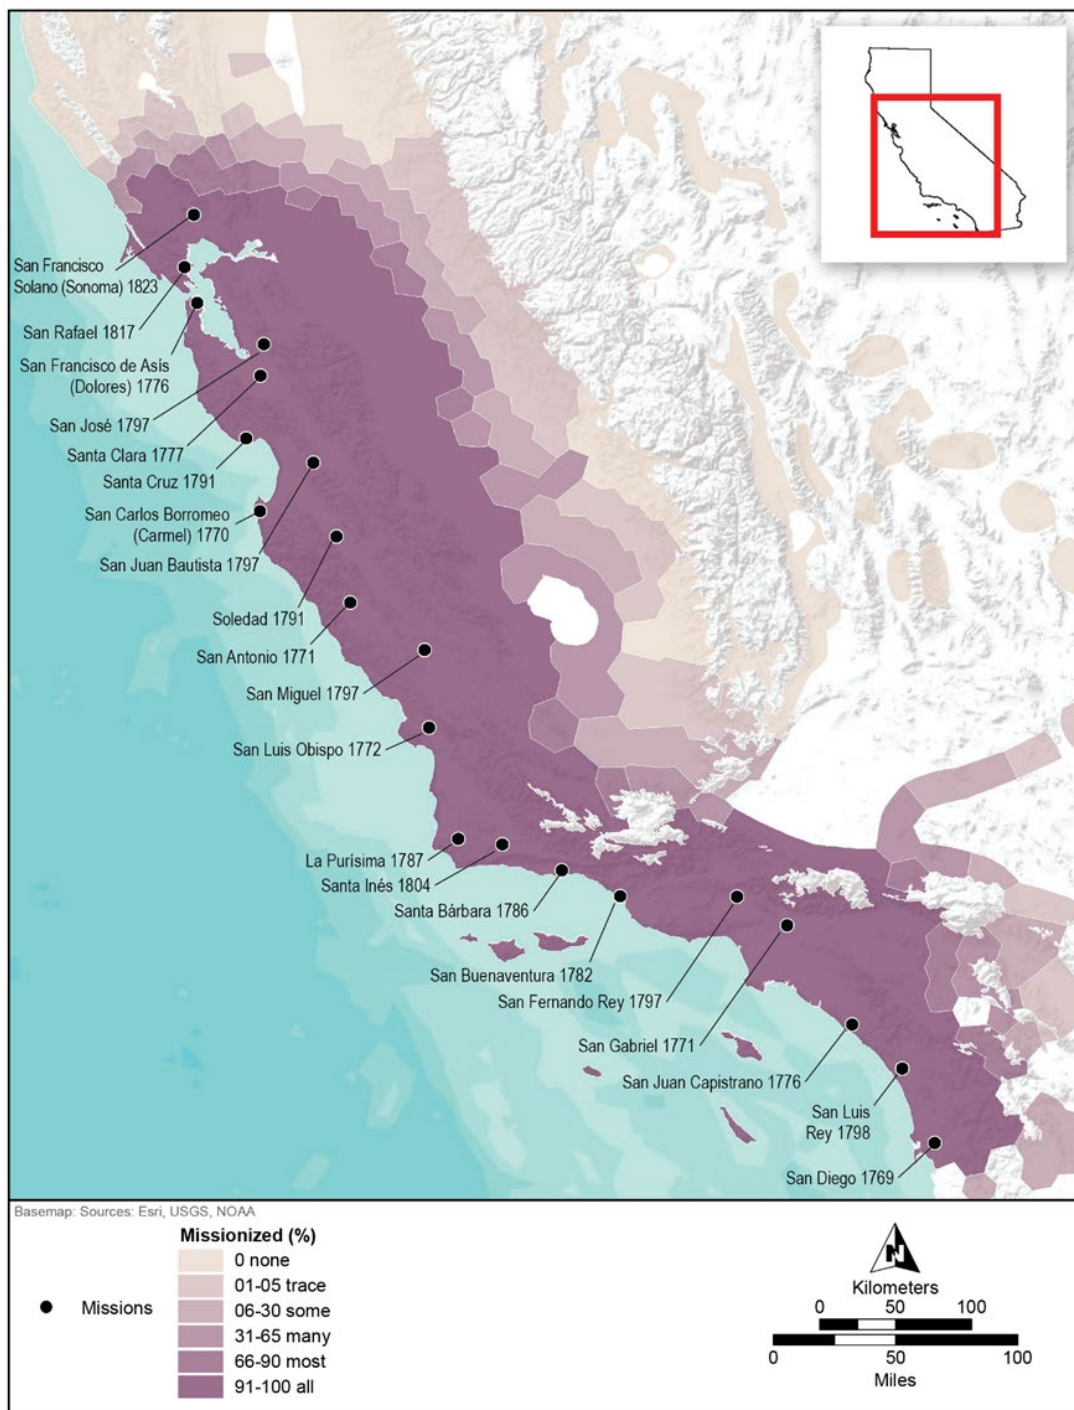 San Francisco
Solano (Sonoma) 1823
San Rafael 1817
San Francisco de Asís
(Dolores) 1776
San José 1797
Santa Clara 1777
Santa Cruz 1791
San Carlos Borromeo
(Carmel) 1770
San Juan Bautista 1797
Soledad 1791
San Antonio 1771
San Miguel 1797
San Luis Obispo 1772
La Purísima 1787
Santa Inés 1804
Santa Bárbara 1786
San Buenaventura 1782
San Fernando Rey 1797
San Gabriel 1771
San Juan Capistrano 1776
San Luis
Rey 1798
San Diego 1769
Basemap: Sources: Esri, USGS, NOAA
Missions
Missionized (%)
0 none
01-05 trace
06-30 some
31-65 many
66-90 most
91-100 all
N
Kilometers
0 50 100
0 50 100
Miles